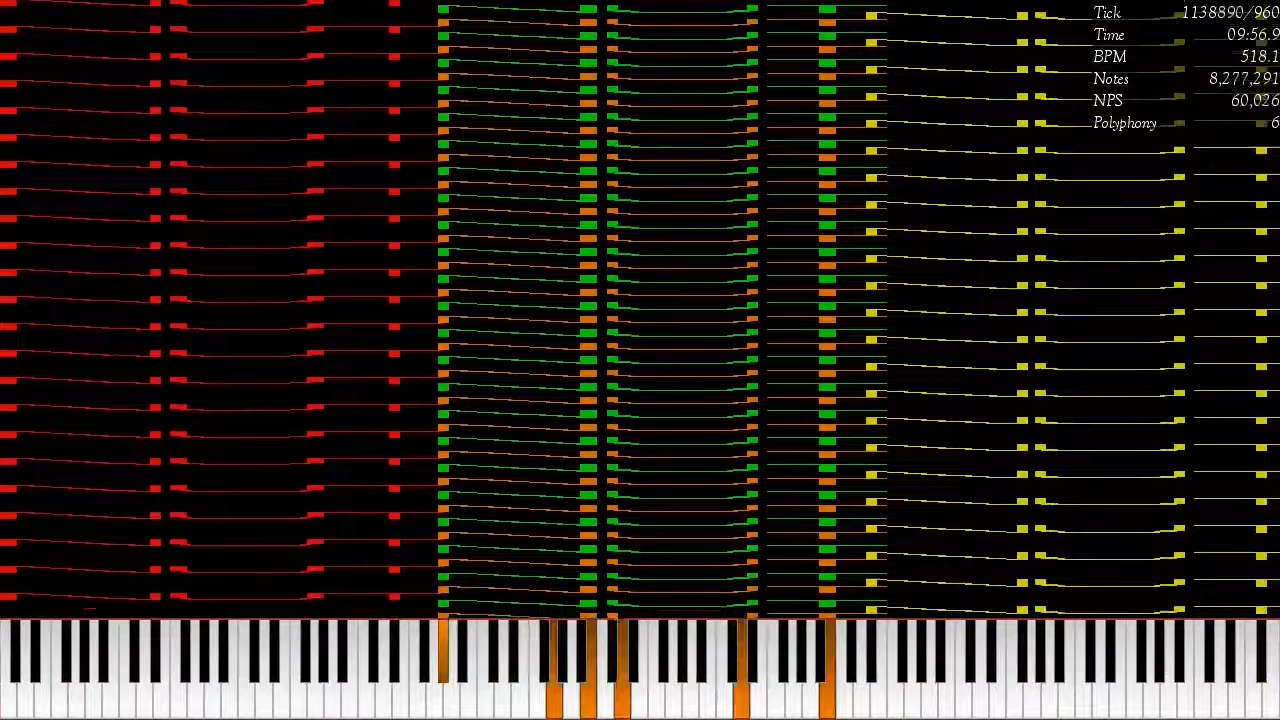 Tick 1138890/960
Time 09:56.9
BPM 518.1
Notes 8,277,291
NPS 60,026
Polyphony 6